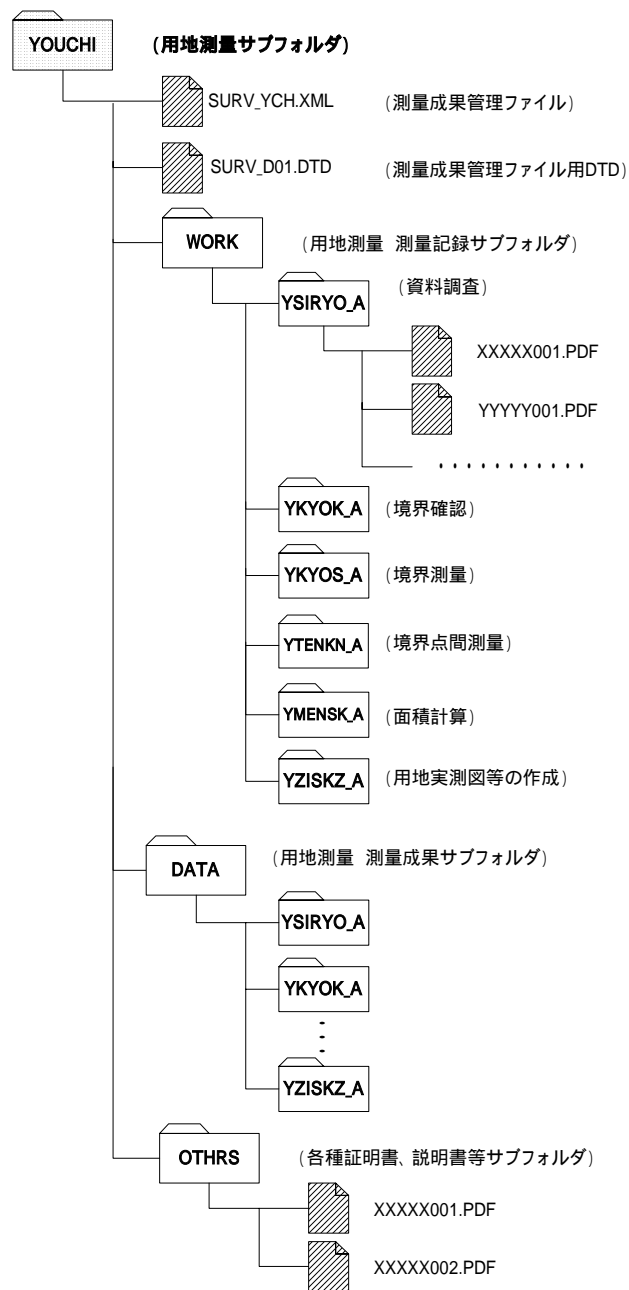 YOUCHI (用地測量サブフォルダ)
SURV_YCH.XML (測量成果管理ファイル)
SURV_D01.DTD (測量成果管理ファイル用DTD)
WORK (用地測量 測量記録サブフォルダ)
YSIRYO_A (資料調査)
XXXXX001.PDF
YYYYY001.PDF
・・・・・・・・・・・
YKYOK_A (境界確認)
YKYOS_A (境界測量)
YTENKN_A (境界点間測量)
YMENSK_A (面積計算)
YZISKZ_A (用地実測図等の作成)
DATA (用地測量 測量成果サブフォルダ)
YSIRYO_A
YKYOK_A
YZISKZ_A
OTHRS (各種証明書、説明書等サブフォルダ)
XXXXX001.PDF
XXXXX002.PDF